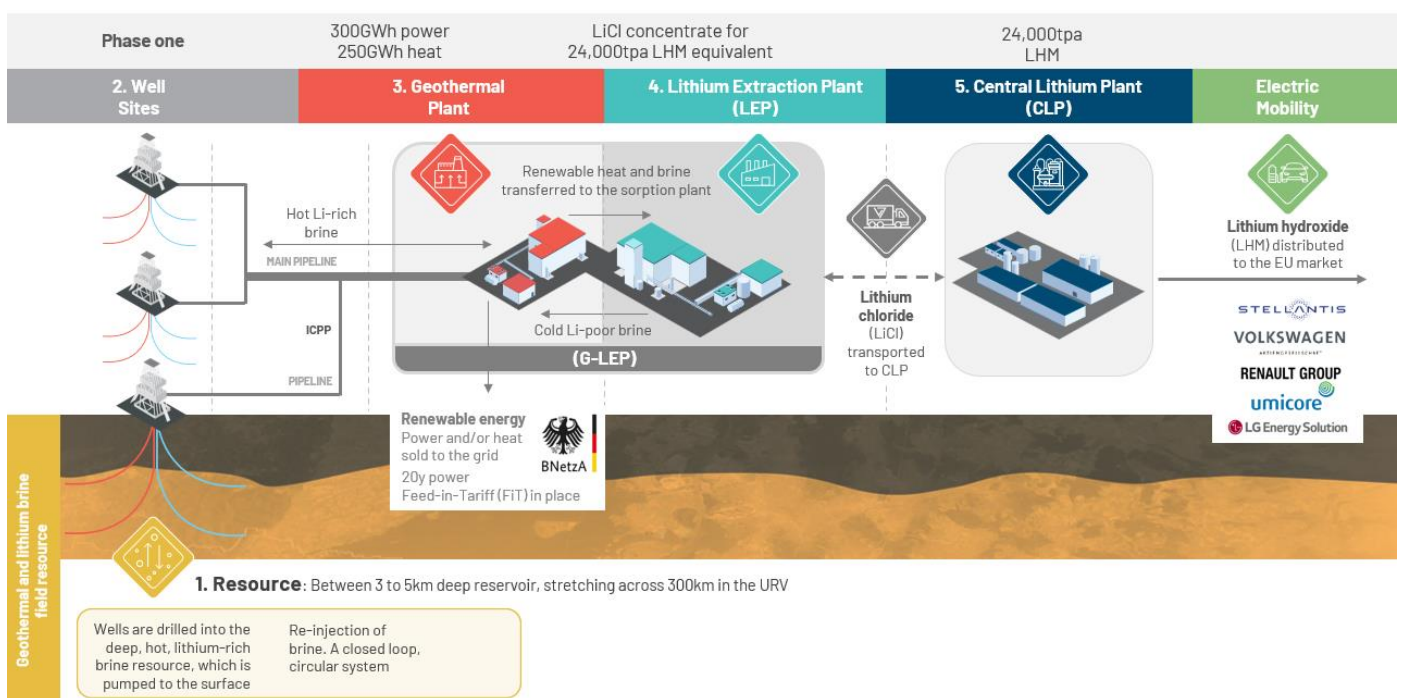 Phase one
300GWh power
250GWh heat
LiCl concentrate for
24,000tpa LHM equivalent
24,000tpa
LHM
2. Well
Sites
3. Geothermal
Plant
4. Lithium Extraction Plant
(LEP)
5. Central Lithium Plant
(CLP)
Electric
Mobility
Renewable heat and brine
transferred to the sorption plant
Hot Li-rich
brine
MAIN PIPELINE
ICPP
PIPELINE
Cold Li-poor brine
(G-LEP)
Lithium
chloride
(LiCl)
transported
to CLP
Lithium hydroxide
(LHM) distributed
to the EU market
STELLANTIS
VOLKSWAGEN
AKTIENGESELLSCHAFT
RENAULT GROUP
umicore
LG Energy Solution
Renewable energy
Power and/or heat
sold to the grid
20y power
Feed-in-Tariff (FiT) in place
BNetzA
Geothermal and lithium brine
field resource
1. Resource: Between 3 to 5km deep reservoir, stretching across 300km in the URV
Wells are drilled into the
deep, hot, lithium-rich
brine resource, which is
pumped to the surface
Re-injection of
brine. A closed loop,
circular system